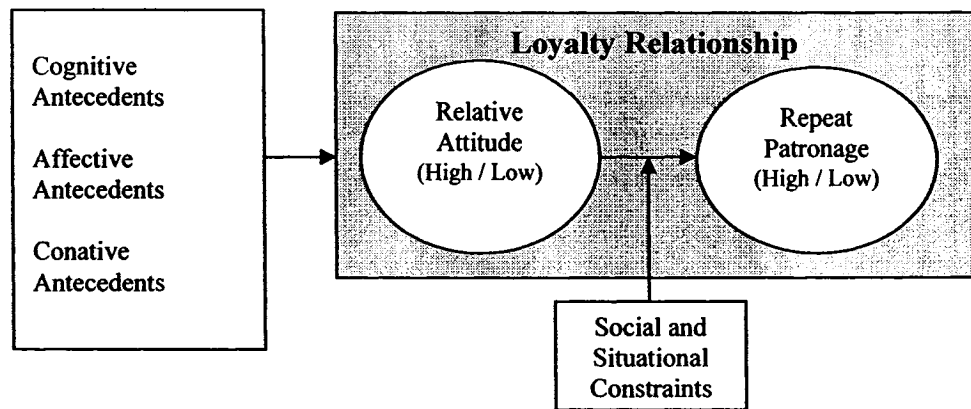 Cognitive
Antecedents
Affective
Antecedents
Conative
Antecedents
Loyalty Relationship
Relative
Attitude
(High / Low)
Repeat
Patronage
(High / Low)
Social and
Situational
Constraints